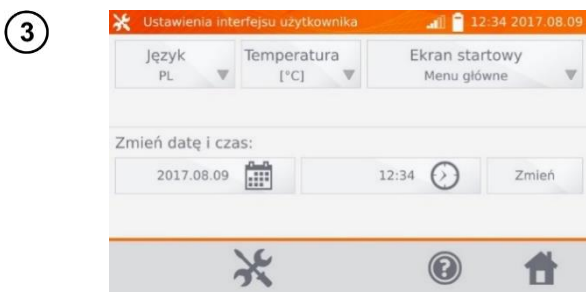 3
Ustawienia interfejsu użytkownika 12:34 2017.08.09
Język Temperatura Ekran startowy
PL [°C] Menu główne
Zmień datę i czas:
2017.08.09 12:34 Zmień
?